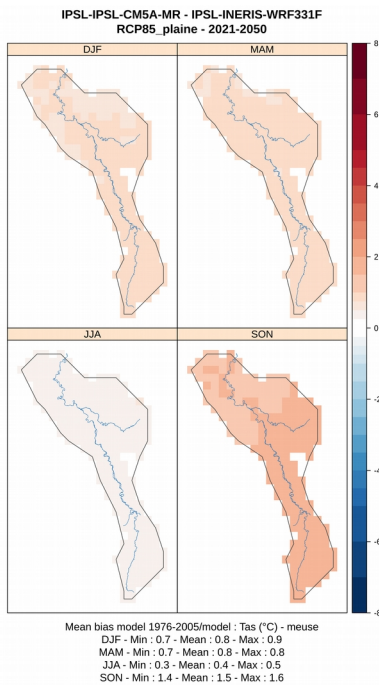 IPSL-IPSL-CM5A-MR - IPSL-INERIS-WRF331F
RCP85_plaine - 2021-2050
DJF
MAM
8
6
4
2
JJA
SON
0
-2
-4
-6
-8
Mean bias model 1976-2005/model : Tas (°C) - meuse
DJF - Min : 0.7 - Mean : 0.8 - Max : 0.9
MAM - Min : 0.7 - Mean : 0.8 - Max : 0.8
JJA - Min : 0.3 - Mean : 0.4 - Max : 0.5
SON - Min : 1.4 - Mean : 1.5 - Max : 1.6